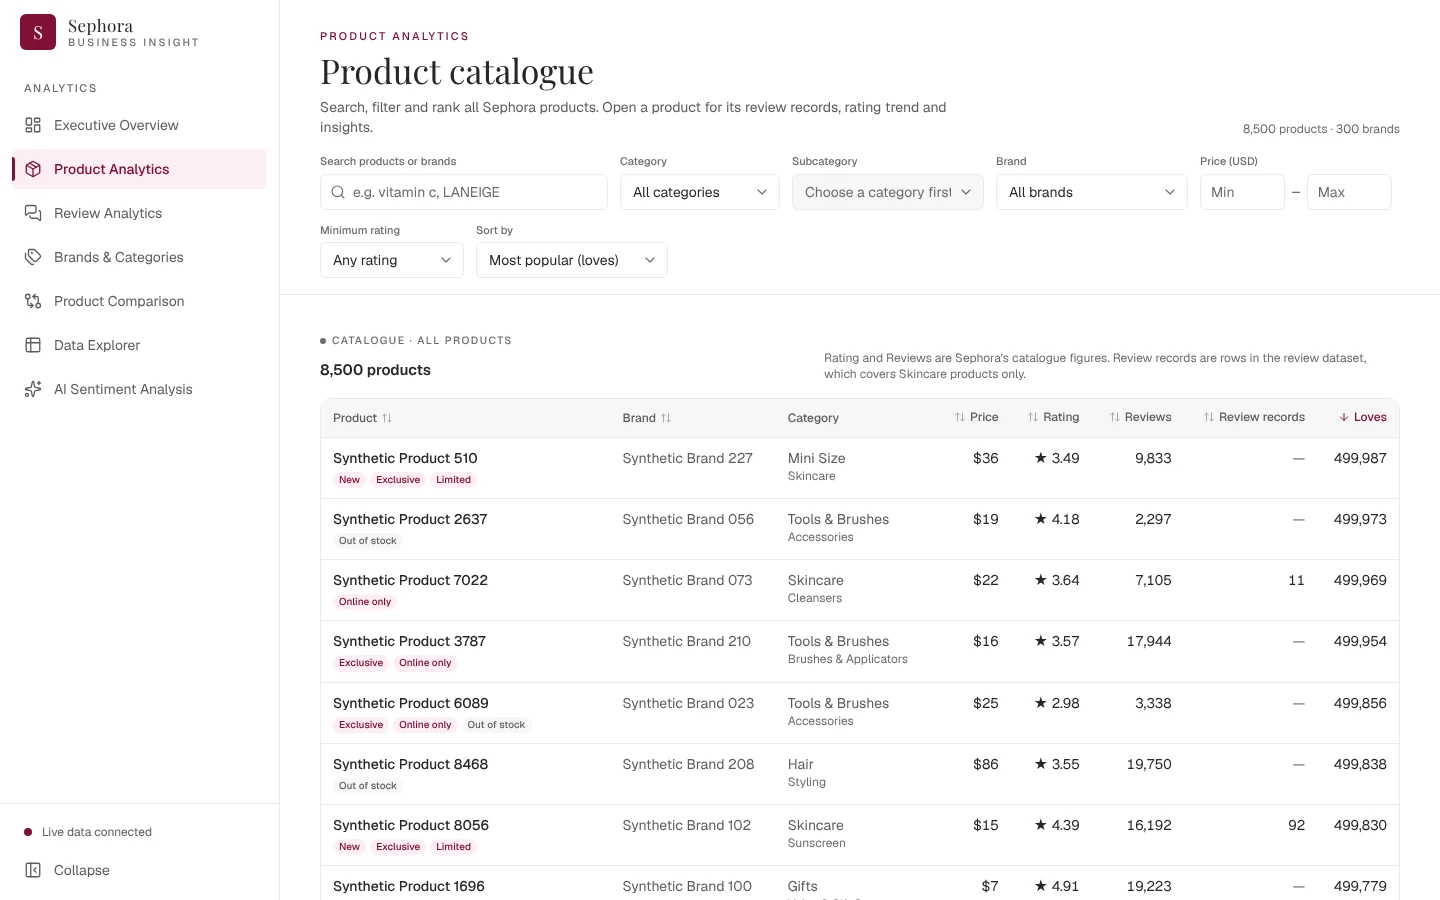 S
Sephora
BUSINESS INSIGHT
ANALYTICS
Executive Overview
Product Analytics
Review Analytics
Brands & Categories
Product Comparison
Data Explorer
AI Sentiment Analysis
Live data connected
Collapse
PRODUCT ANALYTICS
Product catalogue
Search, filter and rank all Sephora products. Open a product for its review records, rating trend and
insights.
8,500 products · 300 brands
Search products or brands
e.g. vitamin c, LANEIGE
Category
All categories
Subcategory
Choose a category first
Brand
All brands
Price (USD)
Min – Max
Minimum rating
Any rating
Sort by
Most popular (loves)
CATALOGUE · ALL PRODUCTS
8,500 products
Rating and Reviews are Sephora's catalogue figures. Review records are rows in the review dataset,
which covers Skincare products only.
Product ↑↓ Brand ↑↓ Category ↑↓ Price ↑↓ Rating ↑↓ Reviews ↑↓ Review records ↓ Loves
Synthetic Product 510 Synthetic Brand 227 Mini Size $36 ★ 3.49 9,833 — 499,987
New Exclusive Limited Skincare
Synthetic Product 2637 Synthetic Brand 056 Tools & Brushes $19 ★ 4.18 2,297 — 499,973
Out of stock Accessories
Synthetic Product 7022 Synthetic Brand 073 Skincare $22 ★ 3.64 7,105 11 499,969
Online only Cleansers
Synthetic Product 3787 Synthetic Brand 210 Tools & Brushes $16 ★ 3.57 17,944 — 499,954
Exclusive Online only Brushes & Applicators
Synthetic Product 6089 Synthetic Brand 023 Tools & Brushes $25 ★ 2.98 3,338 — 499,856
Exclusive Online only Out of stock Accessories
Synthetic Product 8468 Synthetic Brand 208 Hair $86 ★ 3.55 19,750 — 499,838
Out of stock Styling
Synthetic Product 8056 Synthetic Brand 102 Skincare $15 ★ 4.39 16,192 92 499,830
New Exclusive Limited Sunscreen
Synthetic Product 1696 Synthetic Brand 100 Gifts $7 ★ 4.91 19,223 — 499,779